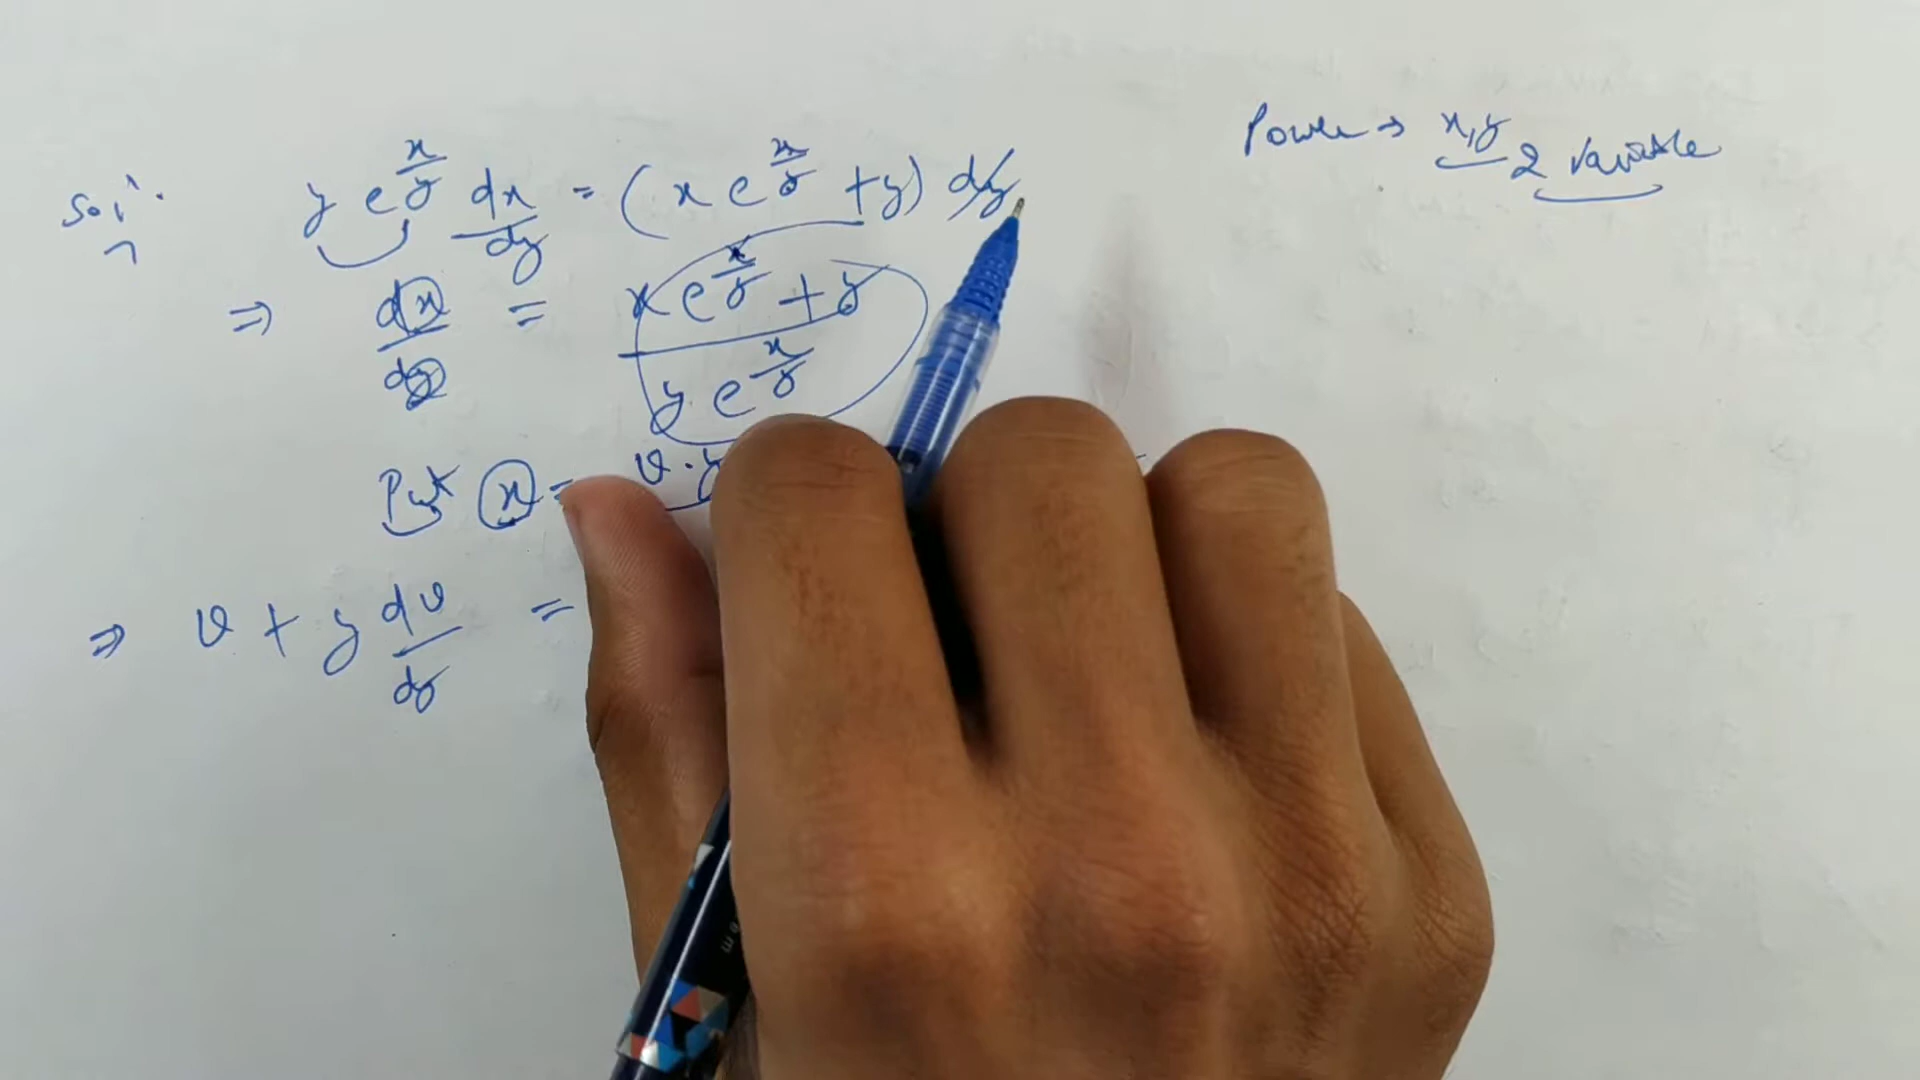 Sol:
y e^{x/y} dx/dy = (x e^{x/y} + y) dy
⇒ dx/dy = (x e^{x/y} + y)/(y e^{x/y})
Put x = v·y
⇒ v + y dv/dy =
Power → x, y
2 variable